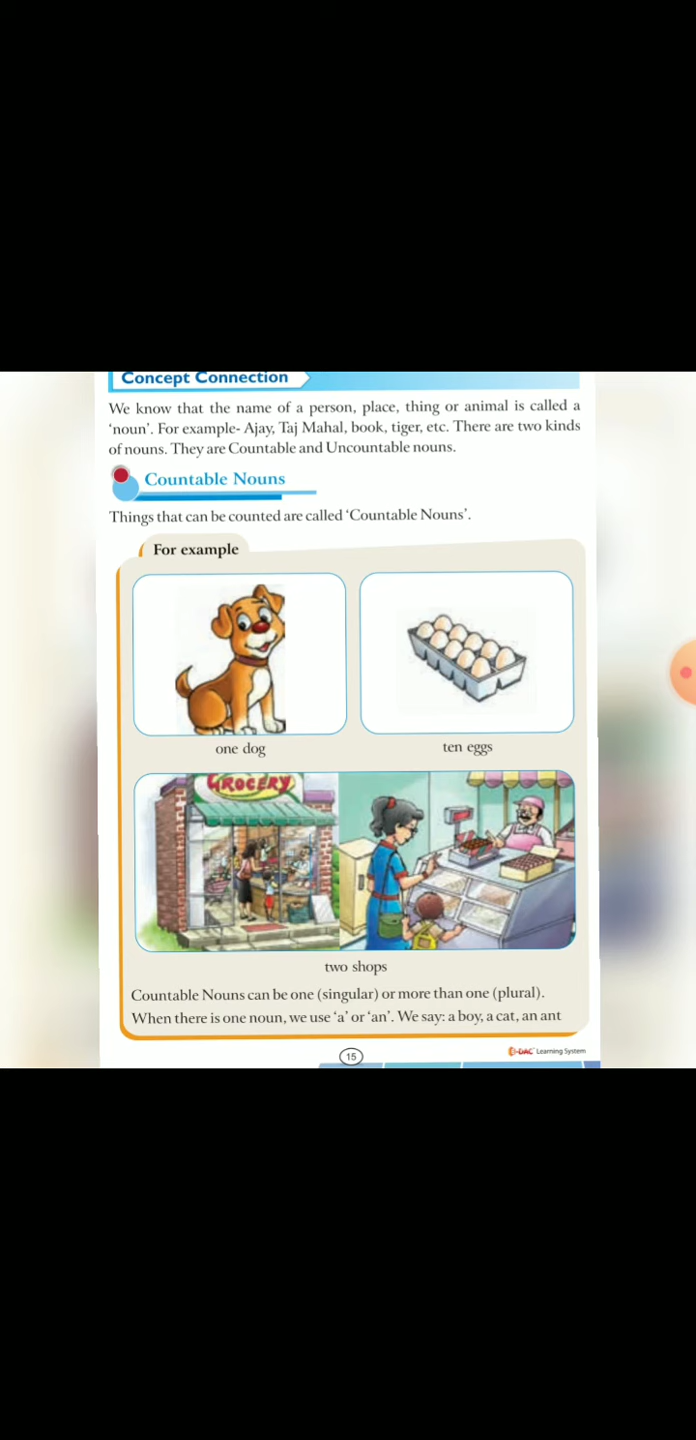 Concept Connection
We know that the name of a person, place, thing or animal is called a
‘noun’. For example- Ajay, Taj Mahal, book, tiger, etc. There are two kinds
of nouns. They are Countable and Uncountable nouns.
Countable Nouns
Things that can be counted are called ‘Countable Nouns’.
For example
one dog
ten eggs
GROCERY
two shops
Countable Nouns can be one (singular) or more than one (plural).
When there is one noun, we use ‘a’ or ‘an’. We say: a boy, a cat, an ant
15
E-DAC Learning System